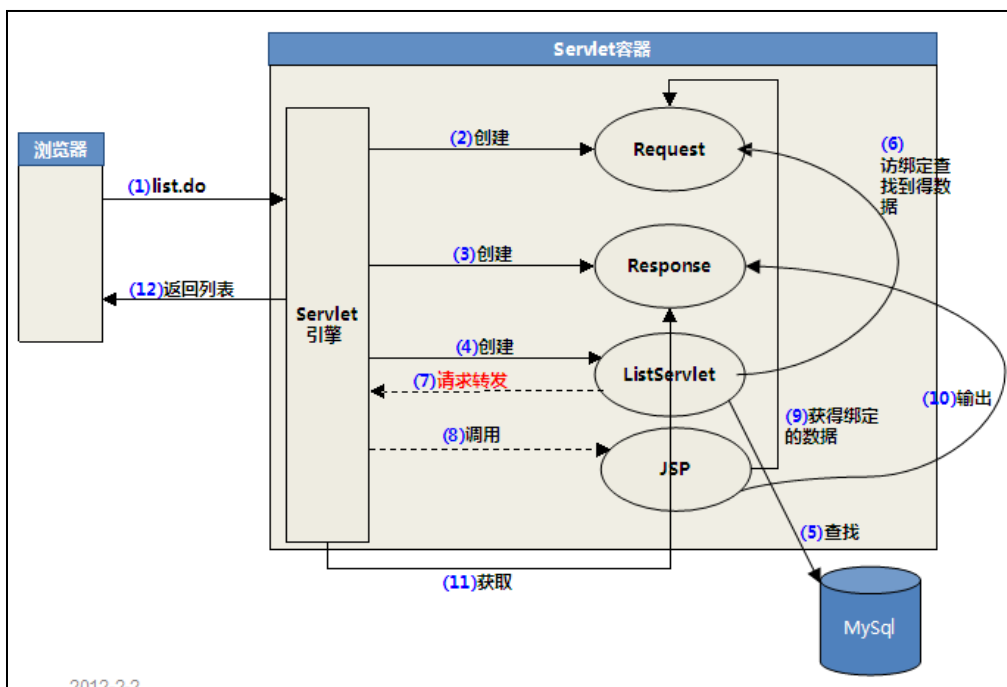 Servlet容器
浏览器
(1)list.do
(2)创建
Request
(6)
访绑定查
找到得数
据
(3)创建
Response
(12)返回列表
Servlet
引擎
(4)创建
ListServlet
(7)请求转发
(8)调用
JSP
(9)获得绑定
的数据
(10)输出
(5)查找
(11)获取
MySql